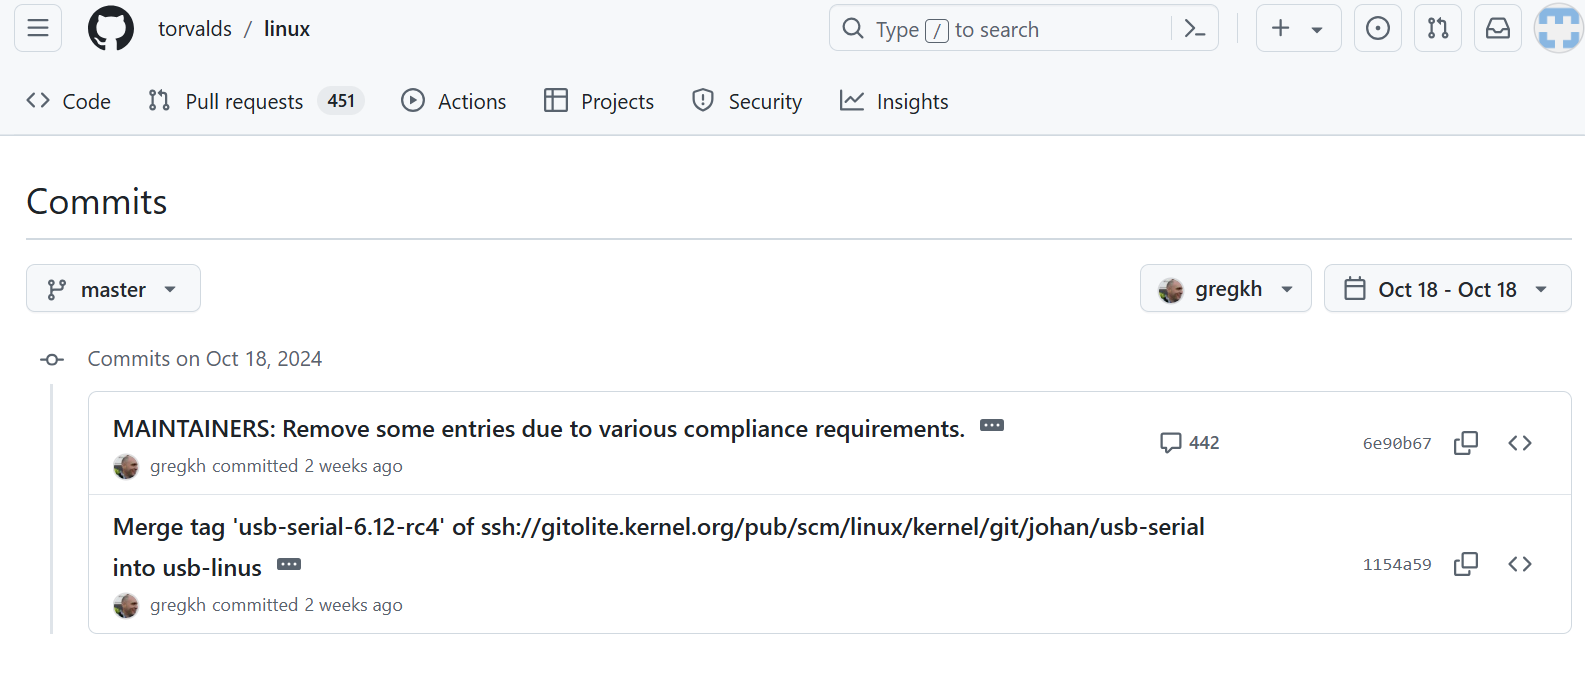 torvalds / linux
Type / to search
Code
Pull requests 451
Actions
Projects
Security
Insights
Commits
master
gregkh
Oct 18 - Oct 18
Commits on Oct 18, 2024
MAINTAINERS: Remove some entries due to various compliance requirements.
442
6e90b67
gregkh committed 2 weeks ago
Merge tag 'usb-serial-6.12-rc4' of ssh://gitolite.kernel.org/pub/scm/linux/kernel/git/johan/usb-serial
into usb-linus
1154a59
gregkh committed 2 weeks ago